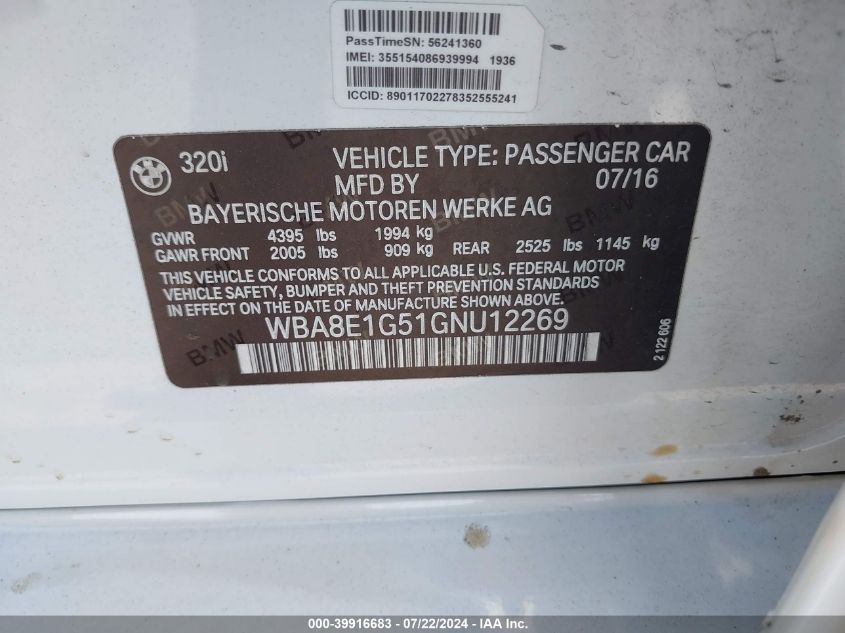 PassTimeSN: 56241360
IMEI: 355154086939994 1936
ICCID: 89011702278352555241
BMW 320i VEHICLE TYPE: PASSENGER CAR
MFD BY 07/16
BAYERISCHE MOTOREN WERKE AG
GVWR 4395 lbs 1994 kg
GAWR FRONT 2005 lbs 909 kg REAR 2525 lbs 1145 kg
THIS VEHICLE CONFORMS TO ALL APPLICABLE U.S. FEDERAL MOTOR
VEHICLE SAFETY, BUMPER AND THEFT PREVENTION STANDARDS
IN EFFECT ON THE DATE OF MANUFACTURE SHOWN ABOVE.
WBA8E1G51GNU12269
2 122 606
000-39916683 - 07/22/2024 - IAAI.COM